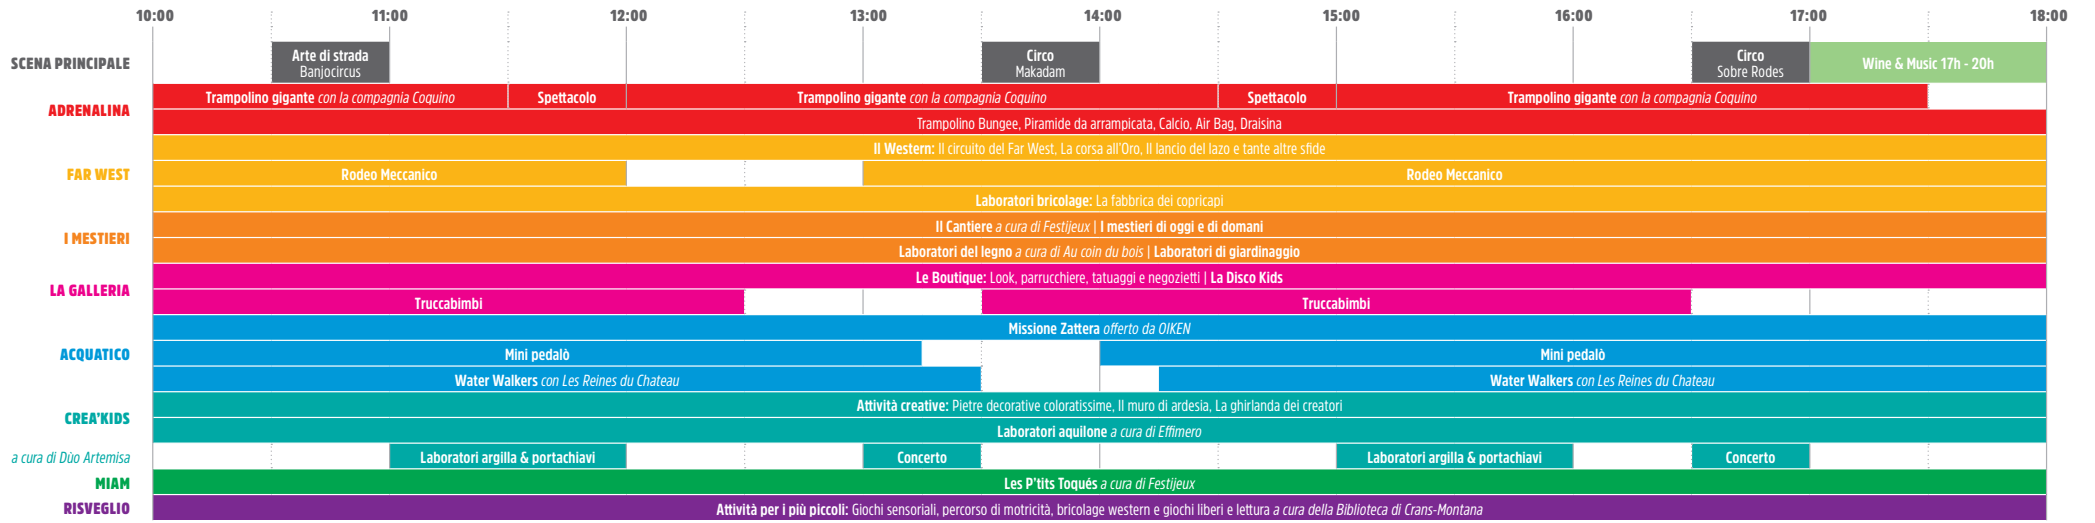 10:00 11:00 12:00 13:00 14:00 15:00 16:00 17:00 18:00
SCENA PRINCIPALE
Arte di strada
Banjocircus
Circo
Makadam
Circo
Sobre Rodes
Wine & Music 17h - 20h
ADRENALINA
Trampolino gigante con la compagnia Coquino
Spettacolo
Trampolino gigante con la compagnia Coquino
Spettacolo
Trampolino gigante con la compagnia Coquino
Trampolino Bungee, Piramide da arrampicata, Calcio, Air Bag, Draisina
FAR WEST
Il Western: Il circuito del Far West, La corsa all'Oro, Il lancio del lazo e tante altre sfide
Rodeo Meccanico
Rodeo Meccanico
Laboratori bricolage: La fabbrica dei copricapi
I MESTIERI
Il Cantiere a cura di Festijeux | I mestieri di oggi e di domani
Laboratori del legno a cura di Au coin du bois | Laboratori di giardinaggio
LA GALLERIA
Le Boutique: Look, parrucchiere, tatuaggi e negozietti | La Disco Kids
Truccabimbi
Truccabimbi
ACQUATICO
Missione Zattera offerto da OIKEN
Mini pedalò
Mini pedalò
Water Walkers con Les Reines du Chateau
Water Walkers con Les Reines du Chateau
CREA'KIDS
Attività creative: Pietre decorative coloratissime, Il muro di ardesia, La ghirlanda dei creatori
Laboratori aquilone a cura di Effimero
a cura di Dùo Artemisa
Laboratori argilla & portachiavi
Concerto
Laboratori argilla & portachiavi
Concerto
MIAM
Les P'tits Toqués a cura di Festijeux
RISVEGLIO
Attività per i più piccoli: Giochi sensoriali, percorso di motricità, bricolage western e giochi liberi e lettura a cura della Biblioteca di Crans-Montana